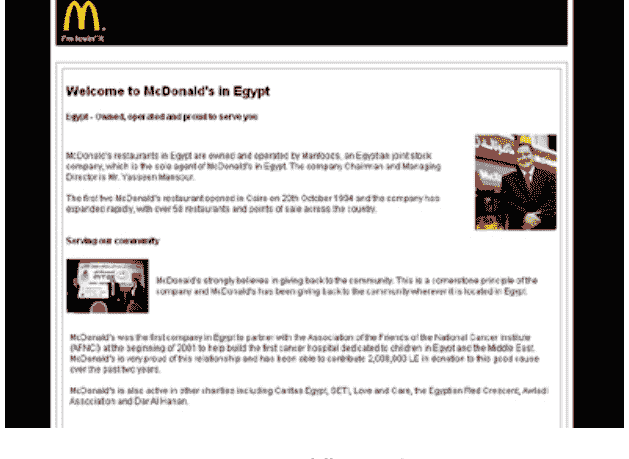 i'm lovin' it
Welcome to McDonald's in Egypt
Egypt - Owned, operated and proud to serve you
McDonald's restaurants in Egypt are owned and operated by Manfoods, an Egyptian joint stock
company, which is the sole agent of McDonald's in Egypt. The company Chairman and Managing
Director is Mr. Yasseen Mansour.
The first two McDonald's restaurant opened in Cairo on 20th October 1994 and the company has
expanded rapidly, with over 50 restaurants and points of sale across the country.
Serving our community
McDonald's strongly believes in giving back to the community. This is a cornerstone principle of the
company and McDonald's has been giving back to the community wherever it is located in Egypt.
McDonald's was the first company in Egypt to partner with the Association of the Friends of the National Cancer Institute
(AFNCI) at the beginning of 2001 to help build the first cancer hospital dedicated to children in Egypt and the Middle East.
McDonald's is very proud of this relationship and has been able to contribute 2,000,000 LE in donation to this good cause
over the past two years.
McDonald's is also active in other charities including Caritas Egypt, SETI, Love and Care, the Egyptian Red Crescent, Awladi
Association and Dar Al Hanan.